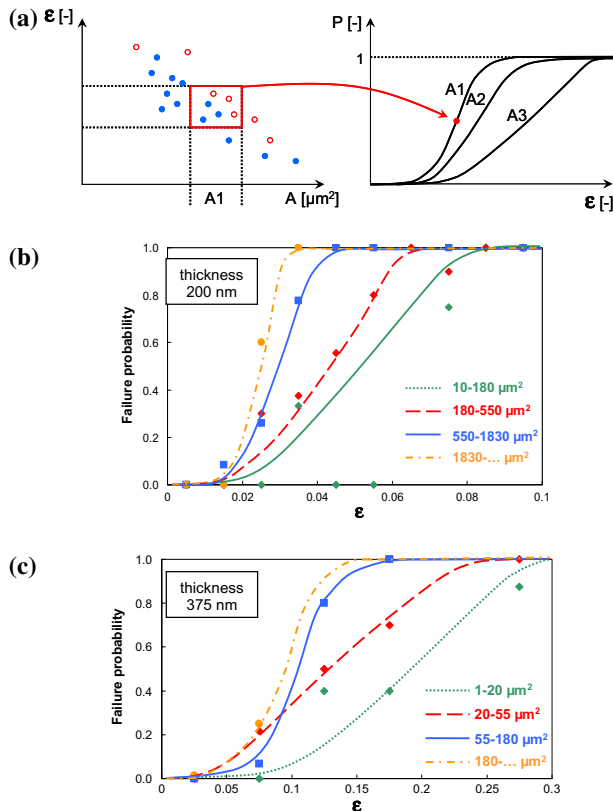 (a)
ε [-]
A1
A [µm²]
P [-]
1
A1
A2
A3
ε [-]
(b)
thickness
200 nm
Failure probability
1.0
0.8
0.6
0.4
0.2
0.0
10-180 µm²
180-550 µm²
550-1830 µm²
1830-... µm²
0 0.02 0.04 0.06 0.08 0.1
ε
(c)
thickness
375 nm
Failure probability
1.0
0.8
0.6
0.4
0.2
0.0
1-20 µm²
20-55 µm²
55-180 µm²
180-... µm²
0 0.05 0.1 0.15 0.2 0.25 0.3
ε